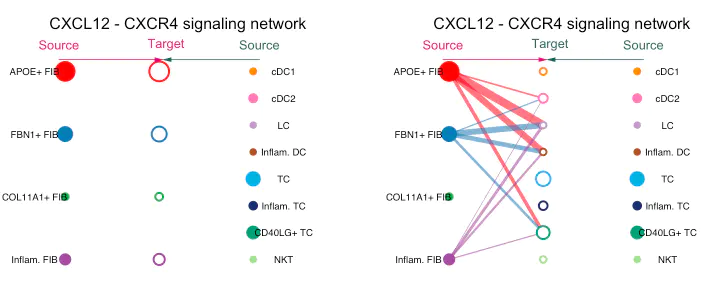 CXCL12 - CXCR4 signaling network
Source
Target
Source
APOE+ FIB
FBN1+ FIB
COL11A1+ FIB
Inflam. FIB
cDC1
cDC2
LC
Inflam. DC
TC
Inflam. TC
CD40LG+ TC
NKT
CXCL12 - CXCR4 signaling network
Source
Target
Source
APOE+ FIB
FBN1+ FIB
COL11A1+ FIB
Inflam. FIB
cDC1
cDC2
LC
Inflam. DC
TC
Inflam. TC
CD40LG+ TC
NKT